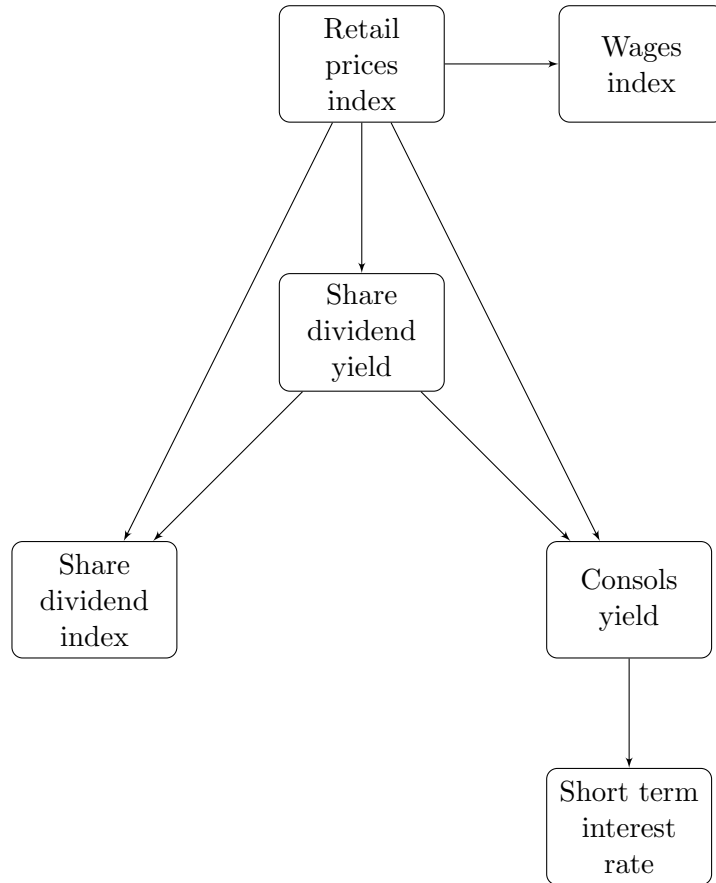 Retail
prices
index
Wages
index
Share
dividend
yield
Share
dividend
index
Consols
yield
Short term
interest
rate